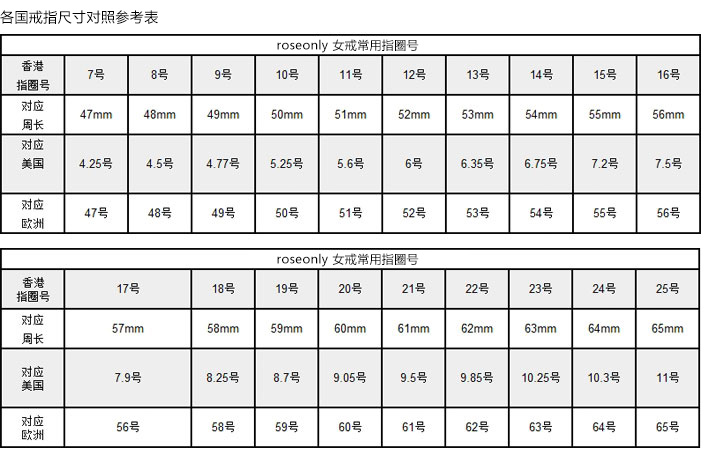 各国戒指尺寸对照参考表
roseonly 女戒常用指圈号
香港指圈号 7号 8号 9号 10号 11号 12号 13号 14号 15号 16号
对应周长 47mm 48mm 49mm 50mm 51mm 52mm 53mm 54mm 55mm 56mm
对应美国 4.25号 4.5号 4.77号 5.25号 5.6号 6号 6.35号 6.75号 7.2号 7.5号
对应欧洲 47号 48号 49号 50号 51号 52号 53号 54号 55号 56号
roseonly 女戒常用指圈号
香港指圈号 17号 18号 19号 20号 21号 22号 23号 24号 25号
对应周长 57mm 58mm 59mm 60mm 61mm 62mm 63mm 64mm 65mm
对应美国 7.9号 8.25号 8.7号 9.05号 9.5号 9.85号 10.25号 10.3号 11号
对应欧洲 56号 58号 59号 60号 61号 62号 63号 64号 65号